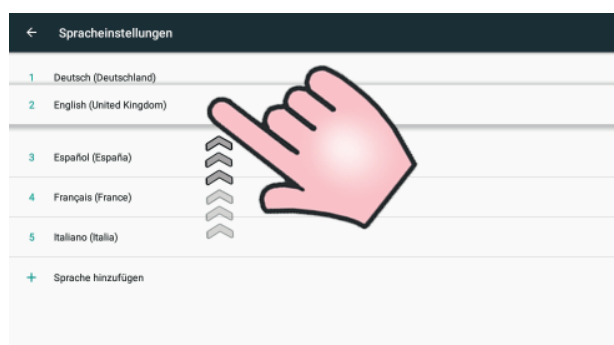 Spracheinstellungen
1 Deutsch (Deutschland)
2 English (United Kingdom)
3 Español (España)
4 Français (France)
5 Italiano (Italia)
+ Sprache hinzufügen